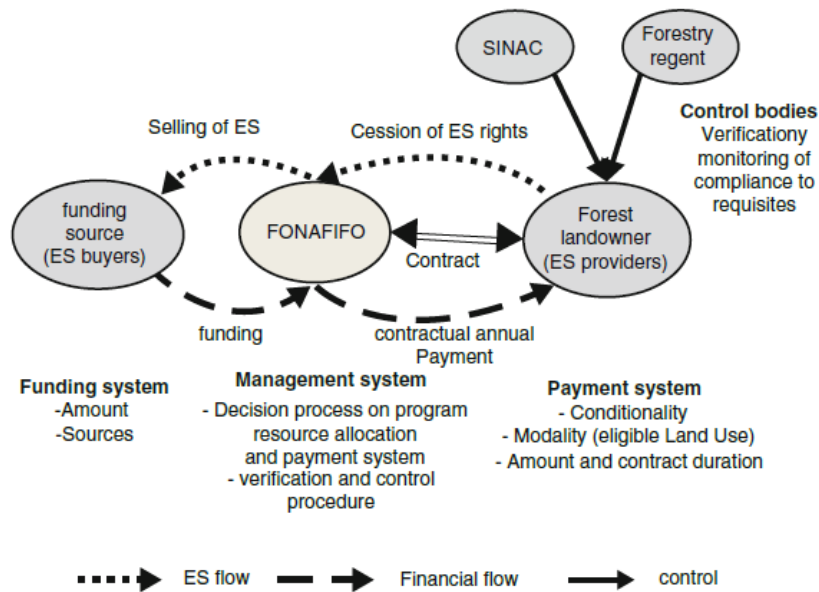 SINAC
Forestry
regent
Control bodies
Verificationy
monitoring of
compliance to
requisites
Selling of ES
Cession of ES rights
funding
source
(ES buyers)
FONAFIFO
Contract
Forest
landowner
(ES providers)
funding
contractual annual
Payment
Funding system
-Amount
-Sources
Management system
- Decision process on program
resource allocation
and payment system
- verification and control
procedure
Payment system
- Conditionality
- Modality (eligible Land Use)
- Amount and contract duration
ES flow
Financial flow
control